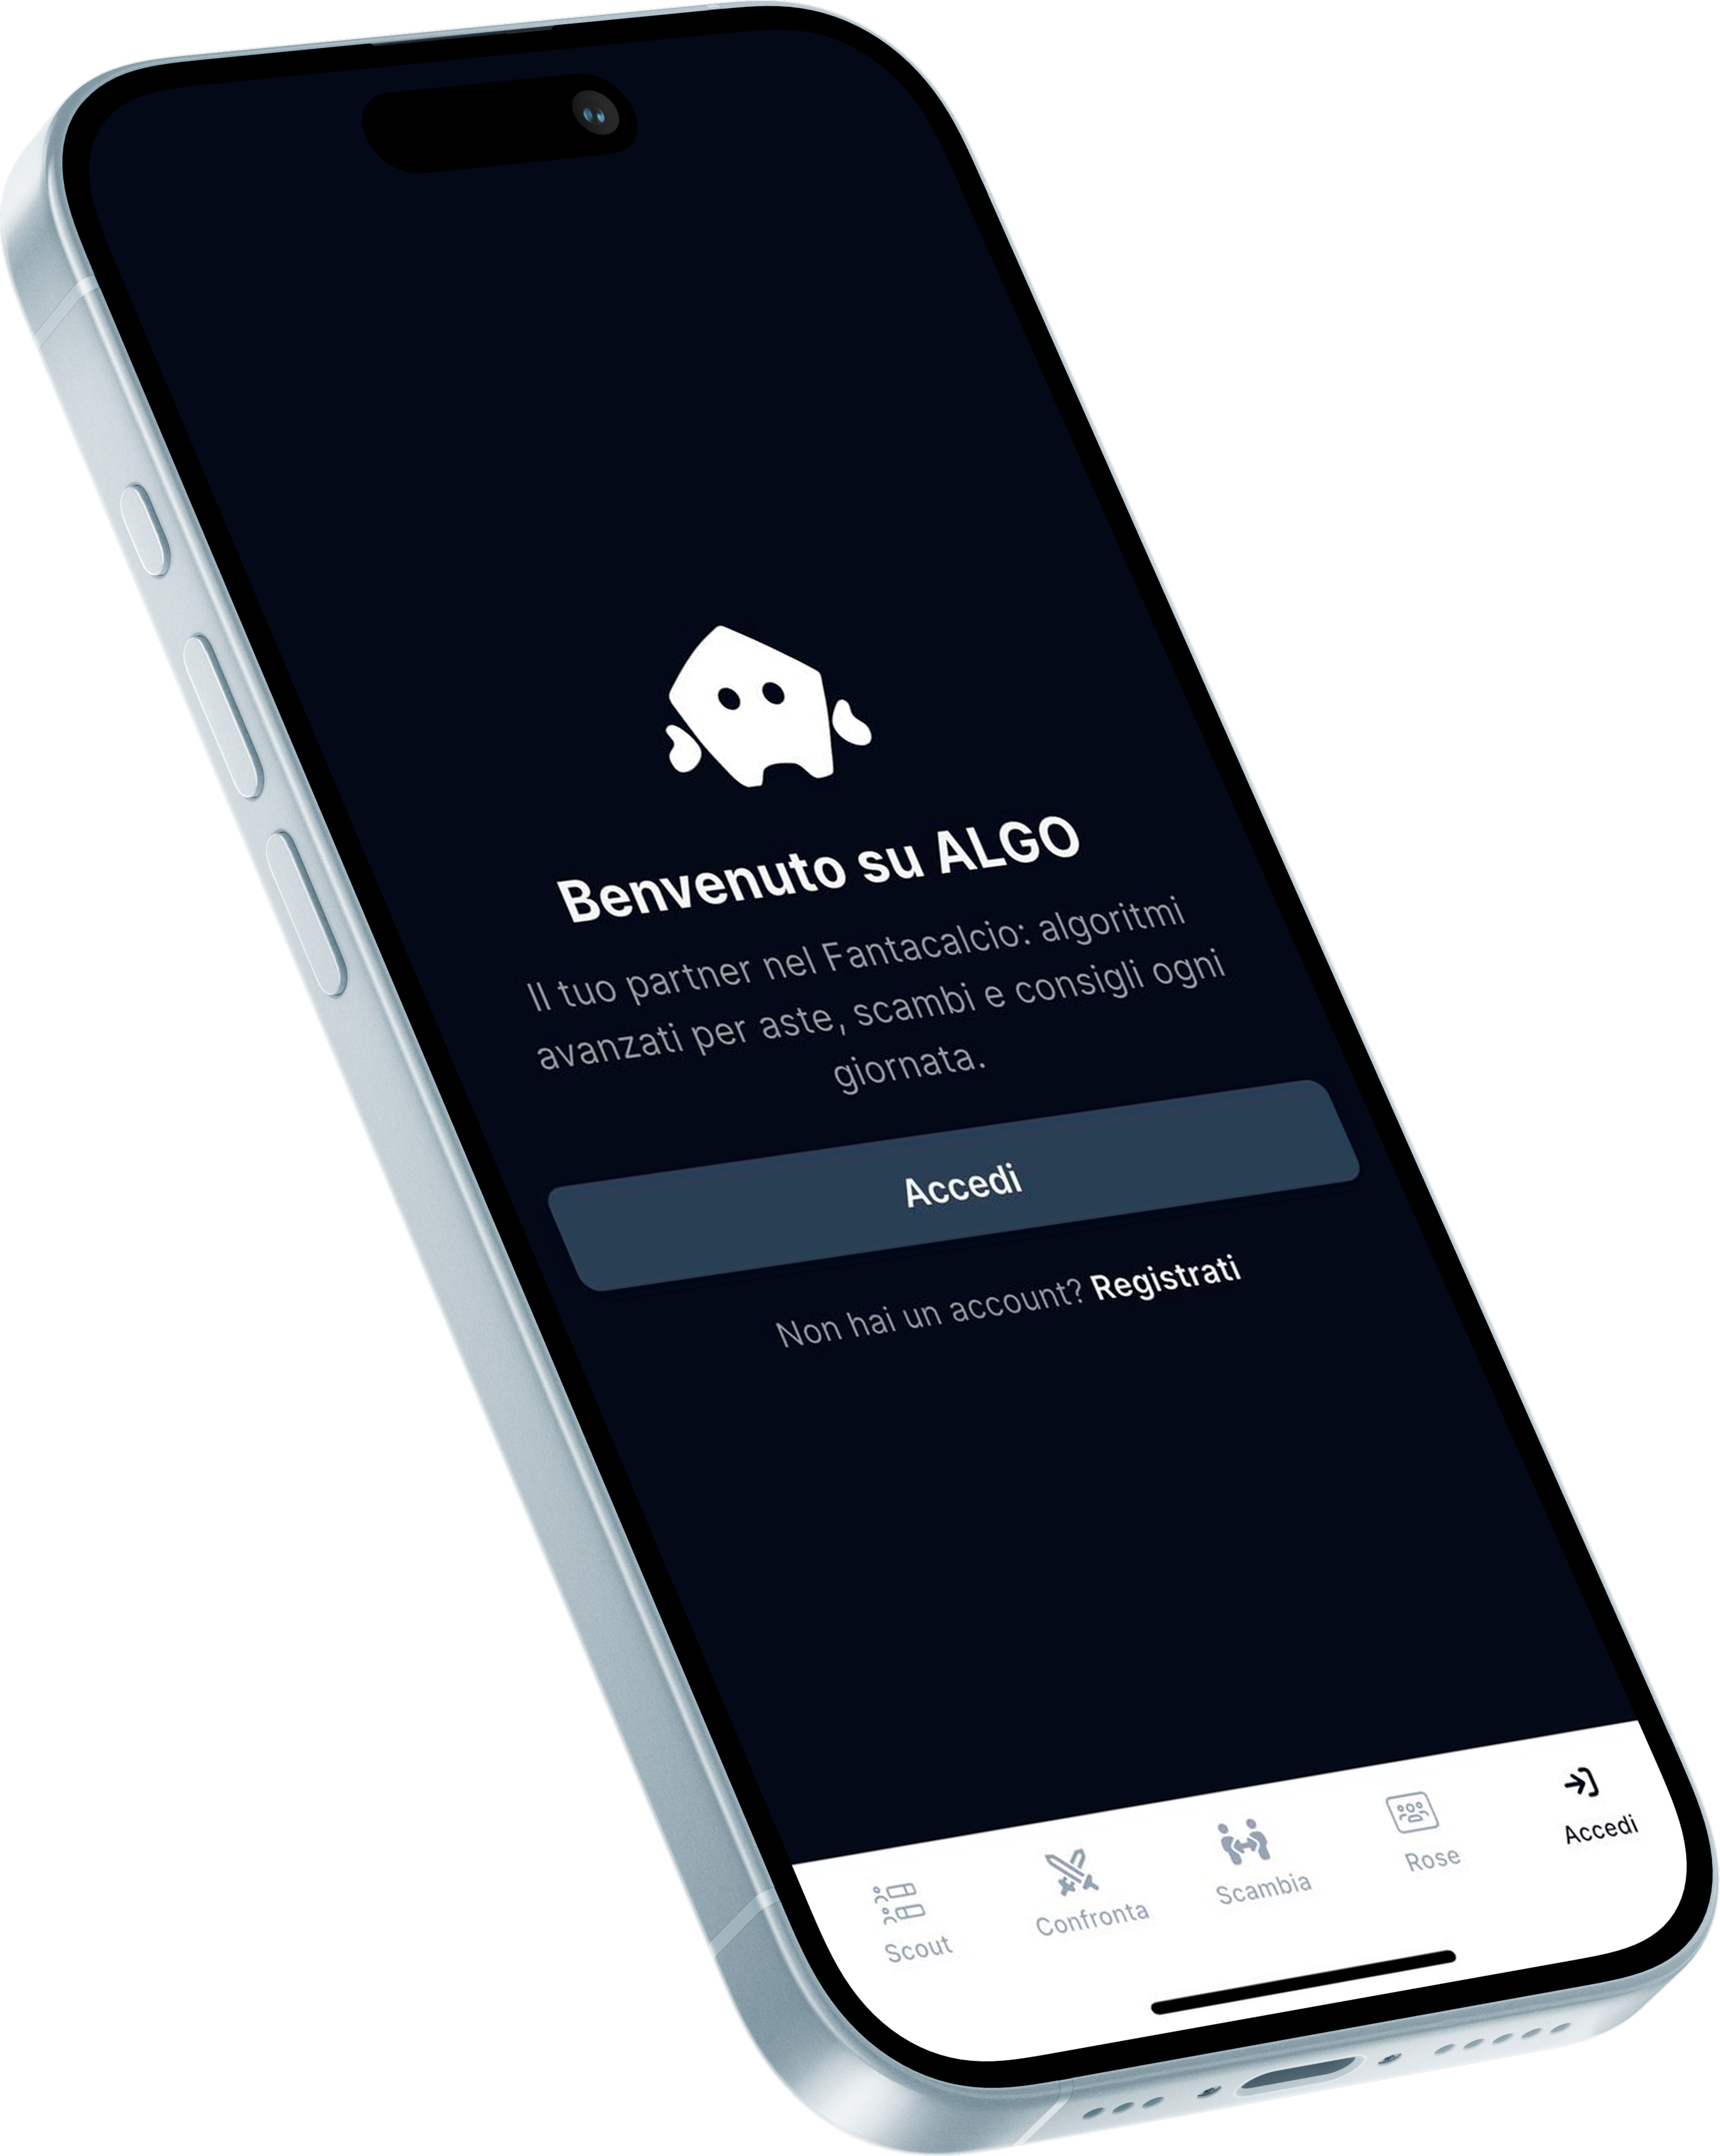 Benvenuto su ALGO
Il tuo partner nel Fantacalcio: algoritmi
avanzati per aste, scambi e consigli ogni
giornata.
Accedi
Non hai un account? Registrati
Scout
Confronta
Scambia
Rose
Accedi